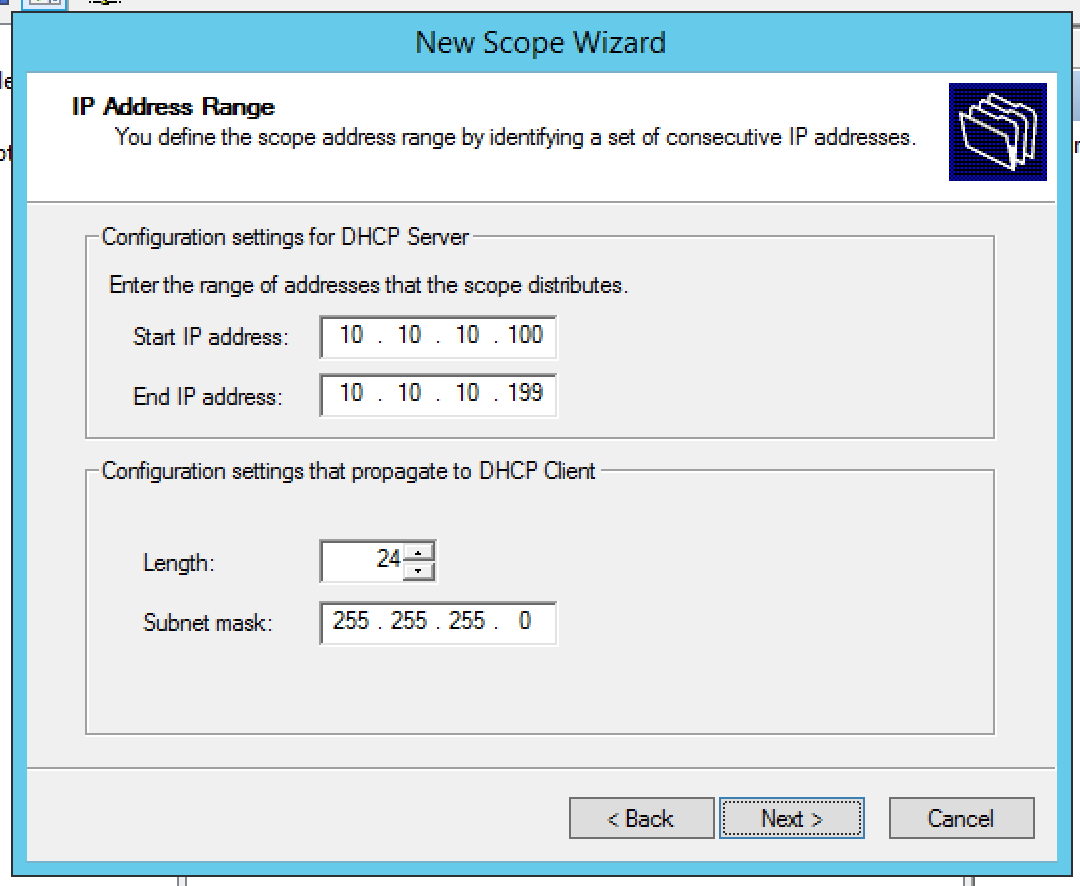 New Scope Wizard
IP Address Range
You define the scope address range by identifying a set of consecutive IP addresses.
Configuration settings for DHCP Server
Enter the range of addresses that the scope distributes.
Start IP address: 10 . 10 . 10 . 100
End IP address: 10 . 10 . 10 . 199
Configuration settings that propagate to DHCP Client
Length: 24
Subnet mask: 255 . 255 . 255 . 0
< Back Next > Cancel